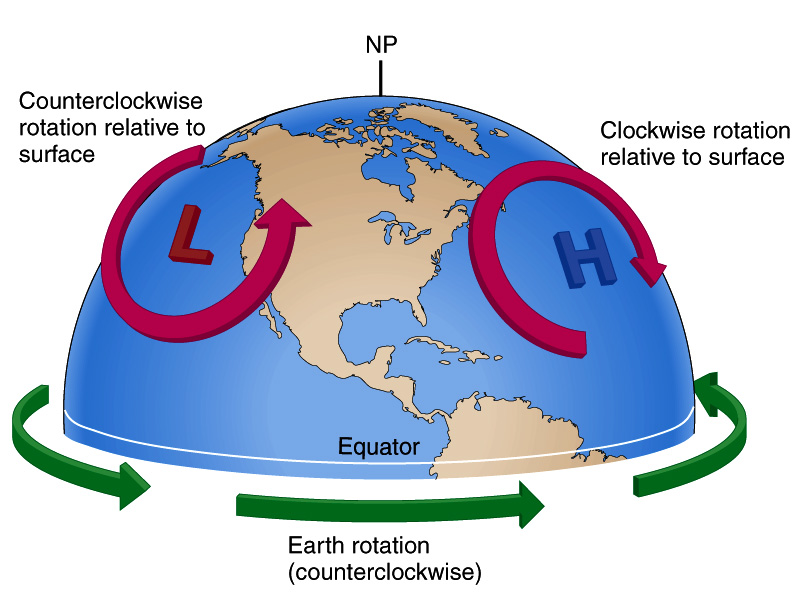 NP
Counterclockwise
rotation relative to
surface
Clockwise rotation
relative to surface
L
H
Equator
Earth rotation
(counterclockwise)